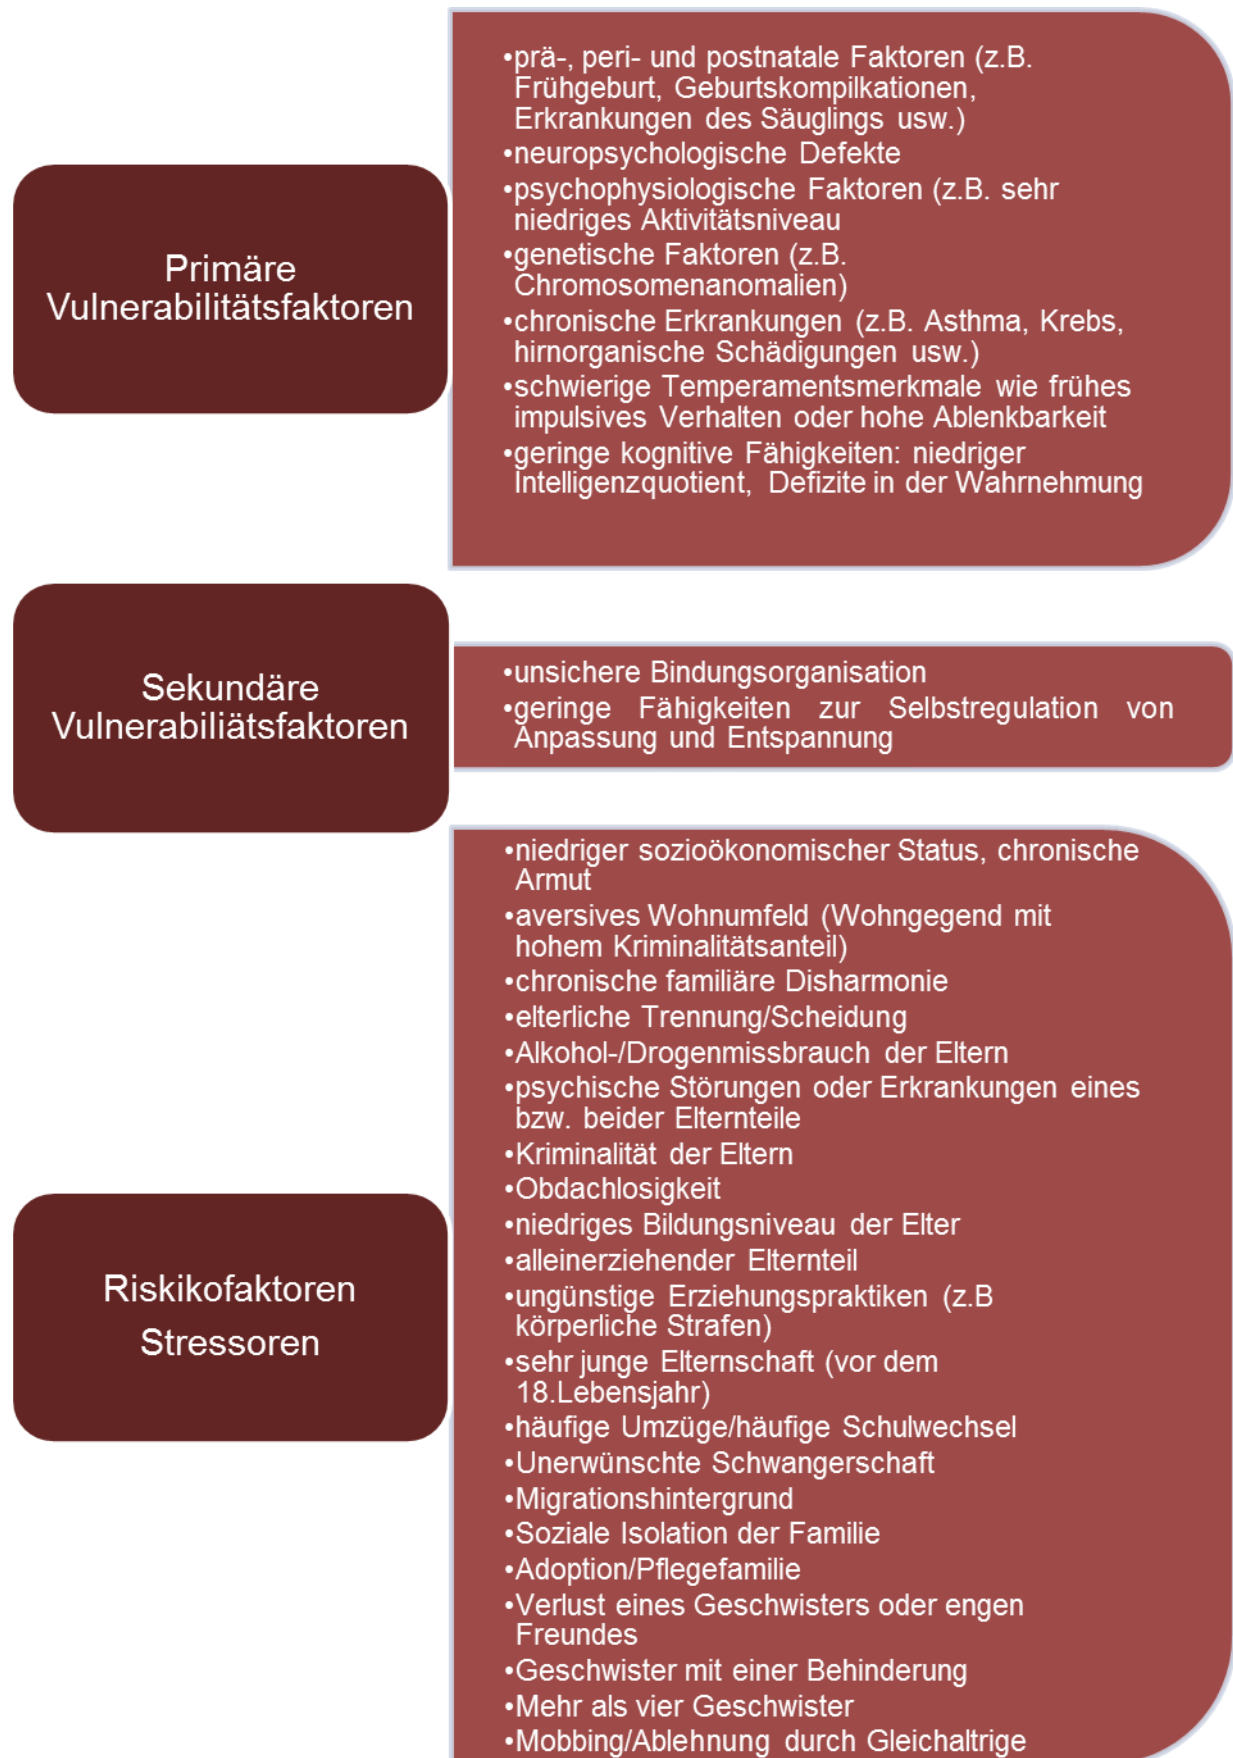 Primäre
Vulnerabilitätsfaktoren
•prä-, peri- und postnatale Faktoren (z.B.
Frühgeburt, Geburtskompilkationen,
Erkrankungen des Säuglings usw.)
•neuropsychologische Defekte
•psychophysiologische Faktoren (z.B. sehr
niedriges Aktivitätsniveau
•genetische Faktoren (z.B.
Chromosomenanomalien)
•chronische Erkrankungen (z.B. Asthma, Krebs,
hirnorganische Schädigungen usw.)
•schwierige Temperamentsmerkmale wie frühes
impulsives Verhalten oder hohe Ablenkbarkeit
•geringe kognitive Fähigkeiten: niedriger
Intelligenzquotient, Defizite in der Wahrnehmung
Sekundäre
Vulnerabiliätsfaktoren
•unsichere Bindungsorganisation
•geringe Fähigkeiten zur Selbstregulation von
Anpassung und Entspannung
Riskikofaktoren
Stressoren
•niedriger sozioökonomischer Status, chronische
Armut
•aversives Wohnumfeld (Wohngegend mit
hohem Kriminalitätsanteil)
•chronische familiäre Disharmonie
•elterliche Trennung/Scheidung
•Alkohol-/Drogenmissbrauch der Eltern
•psychische Störungen oder Erkrankungen eines
bzw. beider Elternteile
•Kriminalität der Eltern
•Obdachlosigkeit
•niedriges Bildungsniveau der Elter
•alleinerziehender Elternteil
•ungünstige Erziehungspraktiken (z.B
körperliche Strafen)
•sehr junge Elternschaft (vor dem
18.Lebensjahr)
•häufige Umzüge/häufige Schulwechsel
•Unerwünschte Schwangerschaft
•Migrationshintergrund
•Soziale Isolation der Familie
•Adoption/Pflegefamilie
•Verlust eines Geschwisters oder engen
Freundes
•Geschwister mit einer Behinderung
•Mehr als vier Geschwister
•Mobbing/Ablehnung durch Gleichaltrige